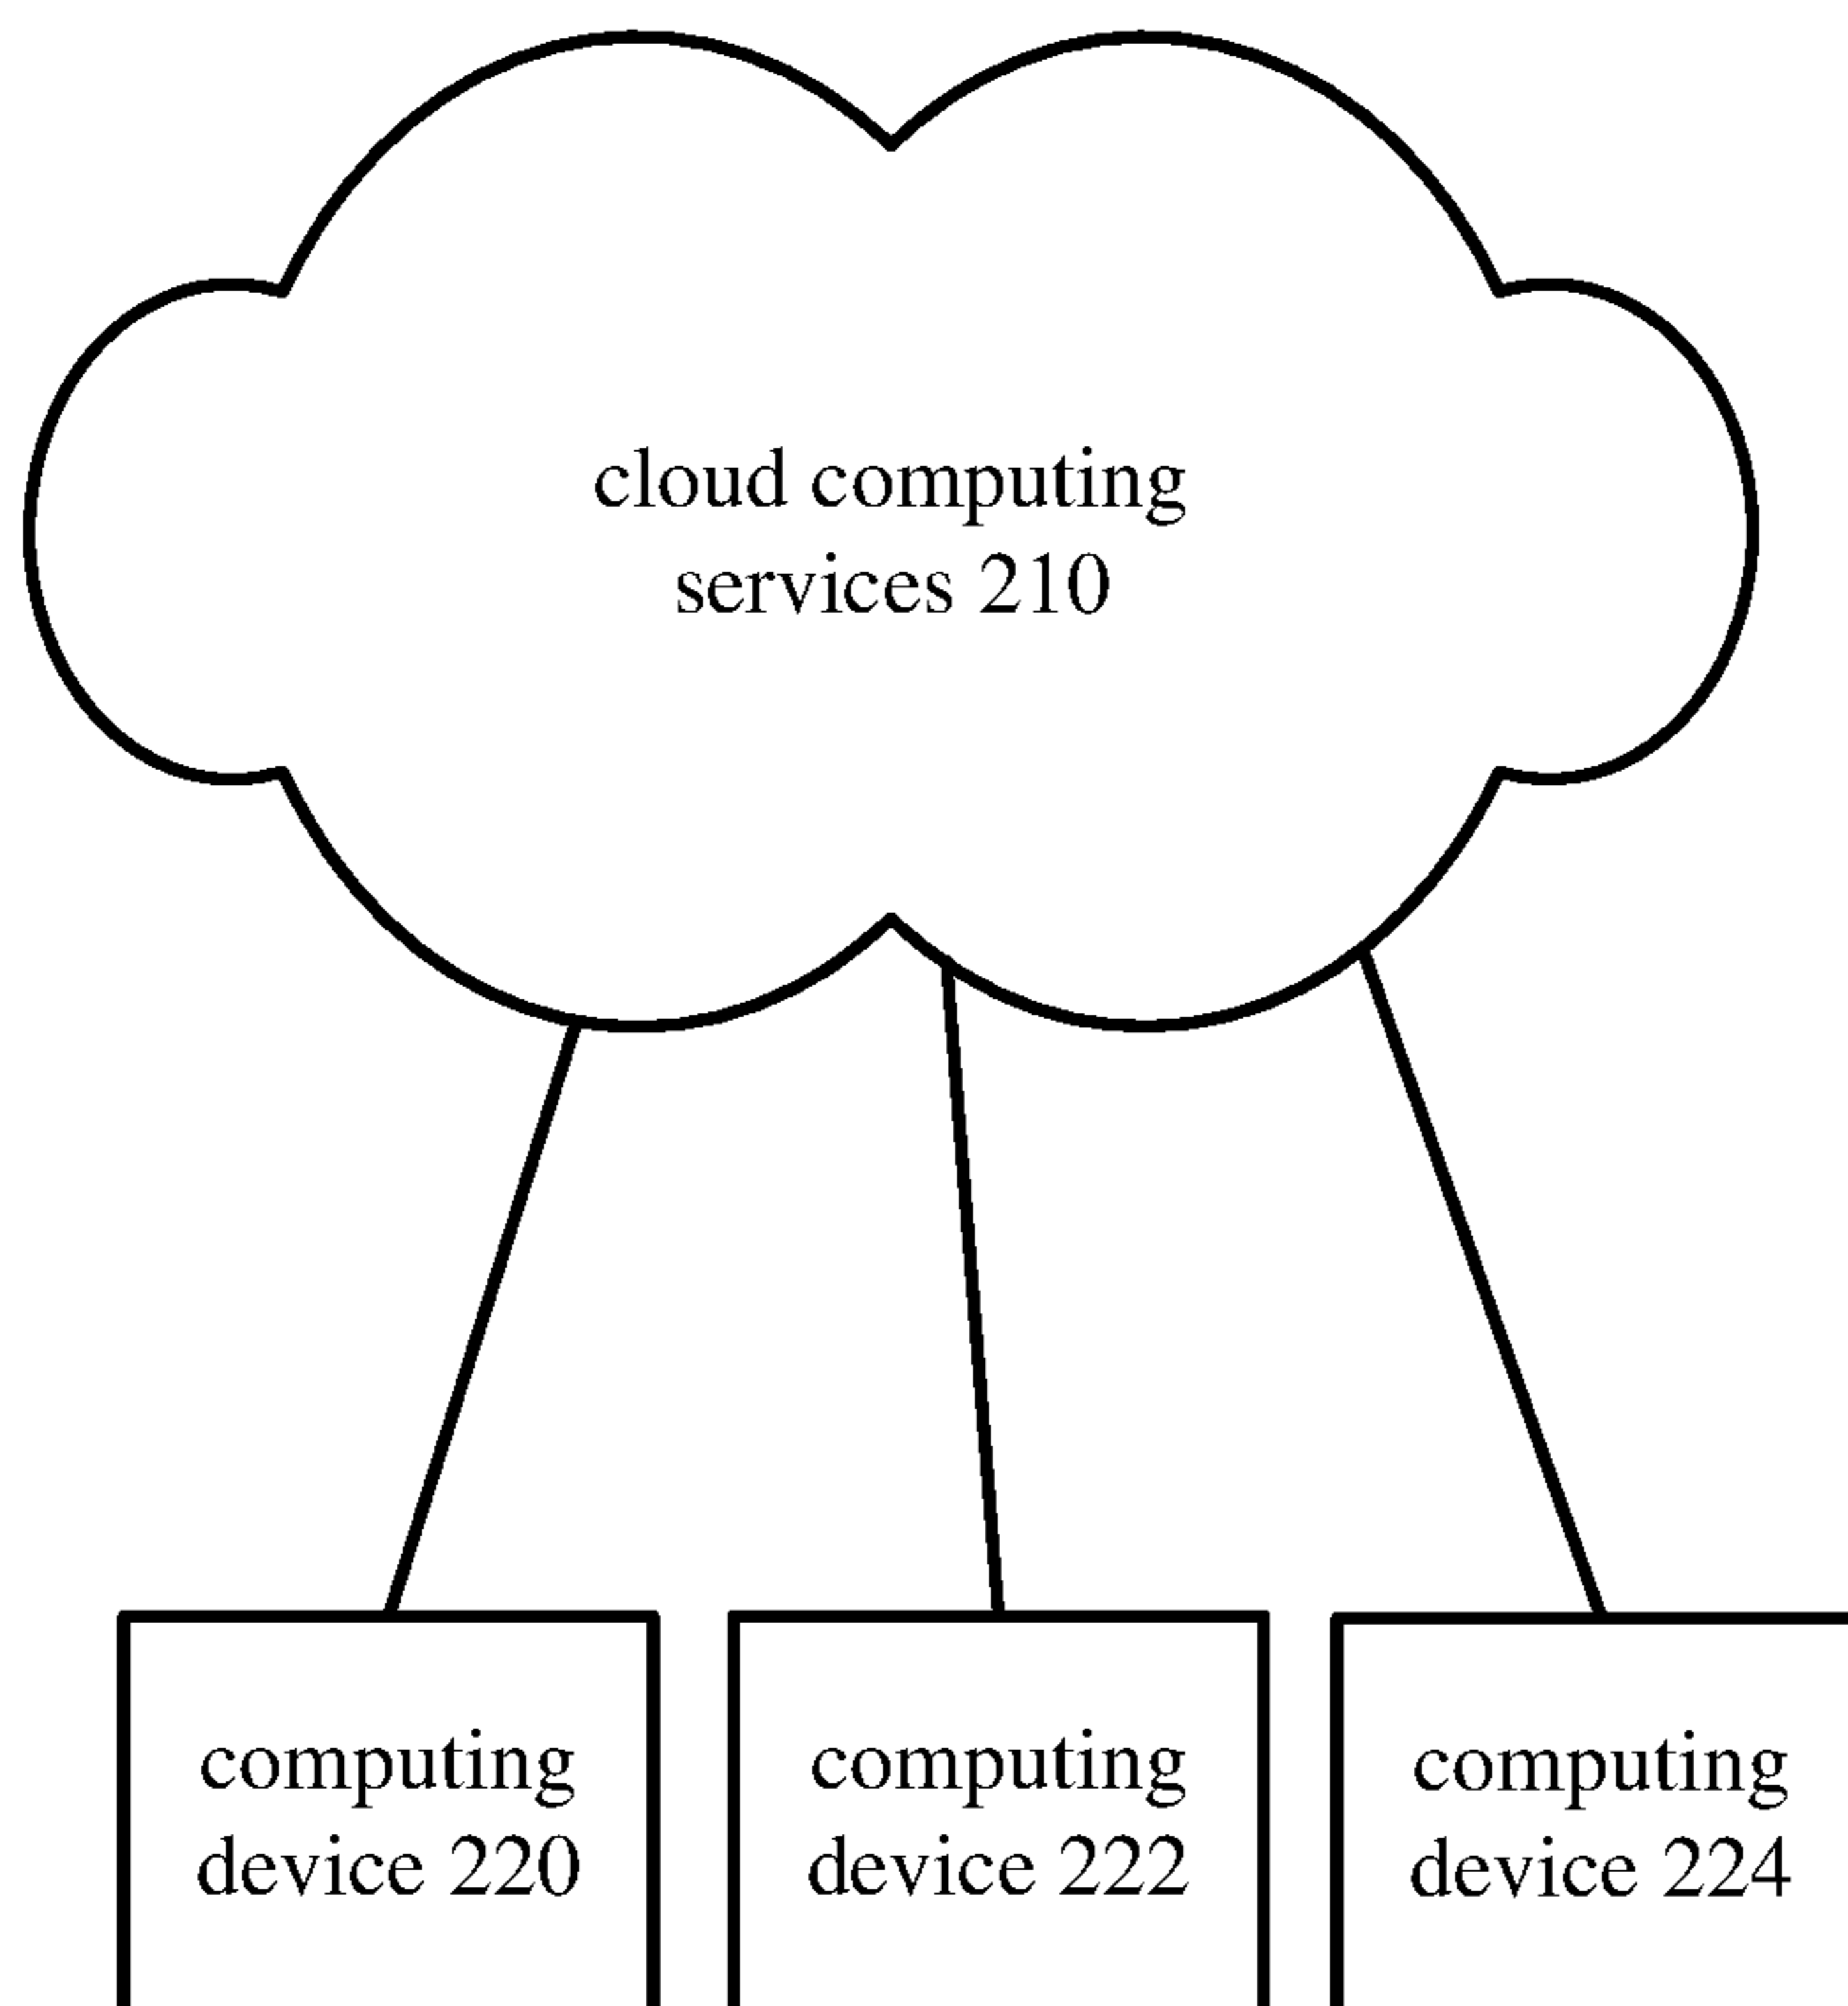 cloud computing
services 210
computing
device 220
computing
device 222
computing
device 224